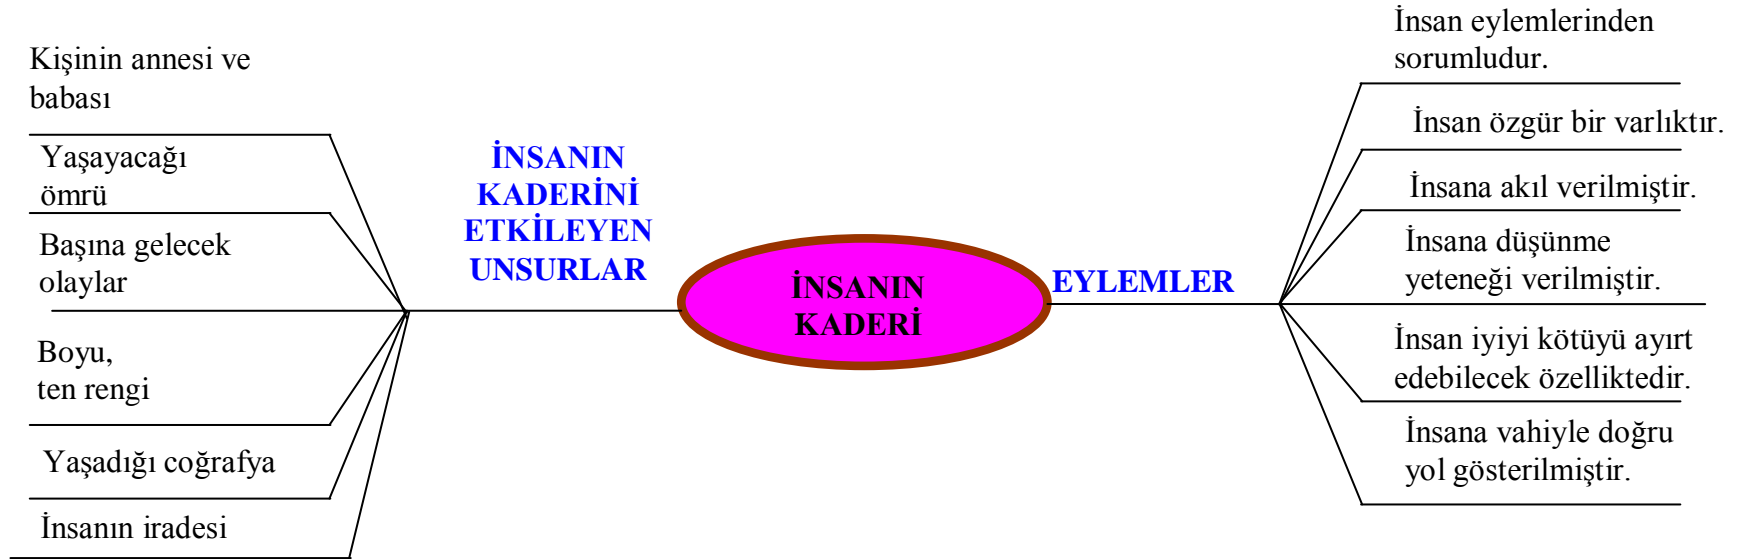 Kişinin annesi ve
babası
Yaşayacağı
ömrü
Başına gelecek
olaylar
Boyu,
ten rengi
Yaşadığı coğrafya
İnsanın iradesi
İNSANIN
KADERİNİ
ETKİLEYEN
UNSURLAR
İNSANIN
KADERİ
EYLEMLER
İnsan eylemlerinden
sorumludur.
İnsan özgür bir varlıktır.
İnsana akıl verilmiştir.
İnsana düşünme
yeteneği verilmiştir.
İnsan iyiyi kötüyü ayırt
edebilecek özelliktedir.
İnsana vahiyle doğru
yol gösterilmiştir.